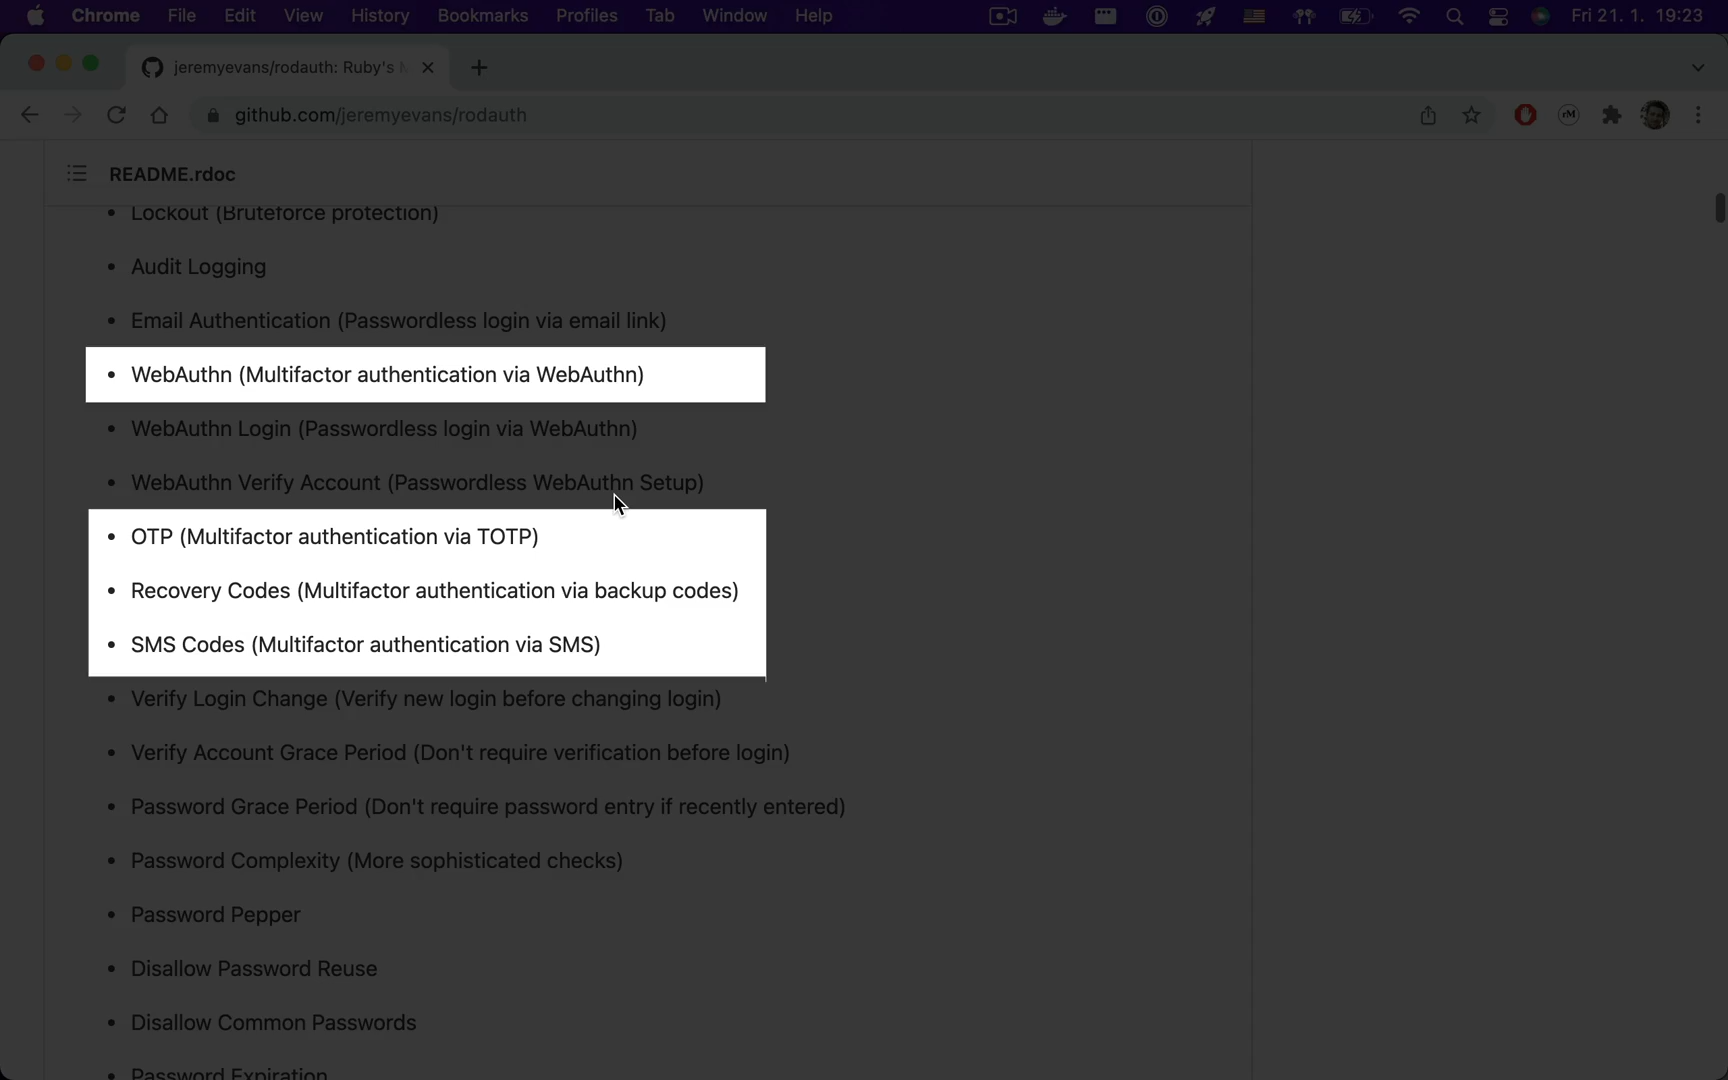 Chrome File Edit View History Bookmarks Profiles Tab Window Help Fri 21. 1. 19:23
jeremyevans/rodauth: Ruby's
github.com/jeremyevans/rodauth
README.rdoc
• Lockout (Bruteforce protection)
• Audit Logging
• Email Authentication (Passwordless login via email link)
• WebAuthn (Multifactor authentication via WebAuthn)
• WebAuthn Login (Passwordless login via WebAuthn)
• WebAuthn Verify Account (Passwordless WebAuthn Setup)
• OTP (Multifactor authentication via TOTP)
• Recovery Codes (Multifactor authentication via backup codes)
• SMS Codes (Multifactor authentication via SMS)
• Verify Login Change (Verify new login before changing login)
• Verify Account Grace Period (Don't require verification before login)
• Password Grace Period (Don't require password entry if recently entered)
• Password Complexity (More sophisticated checks)
• Password Pepper
• Disallow Password Reuse
• Disallow Common Passwords
• Password Expiration